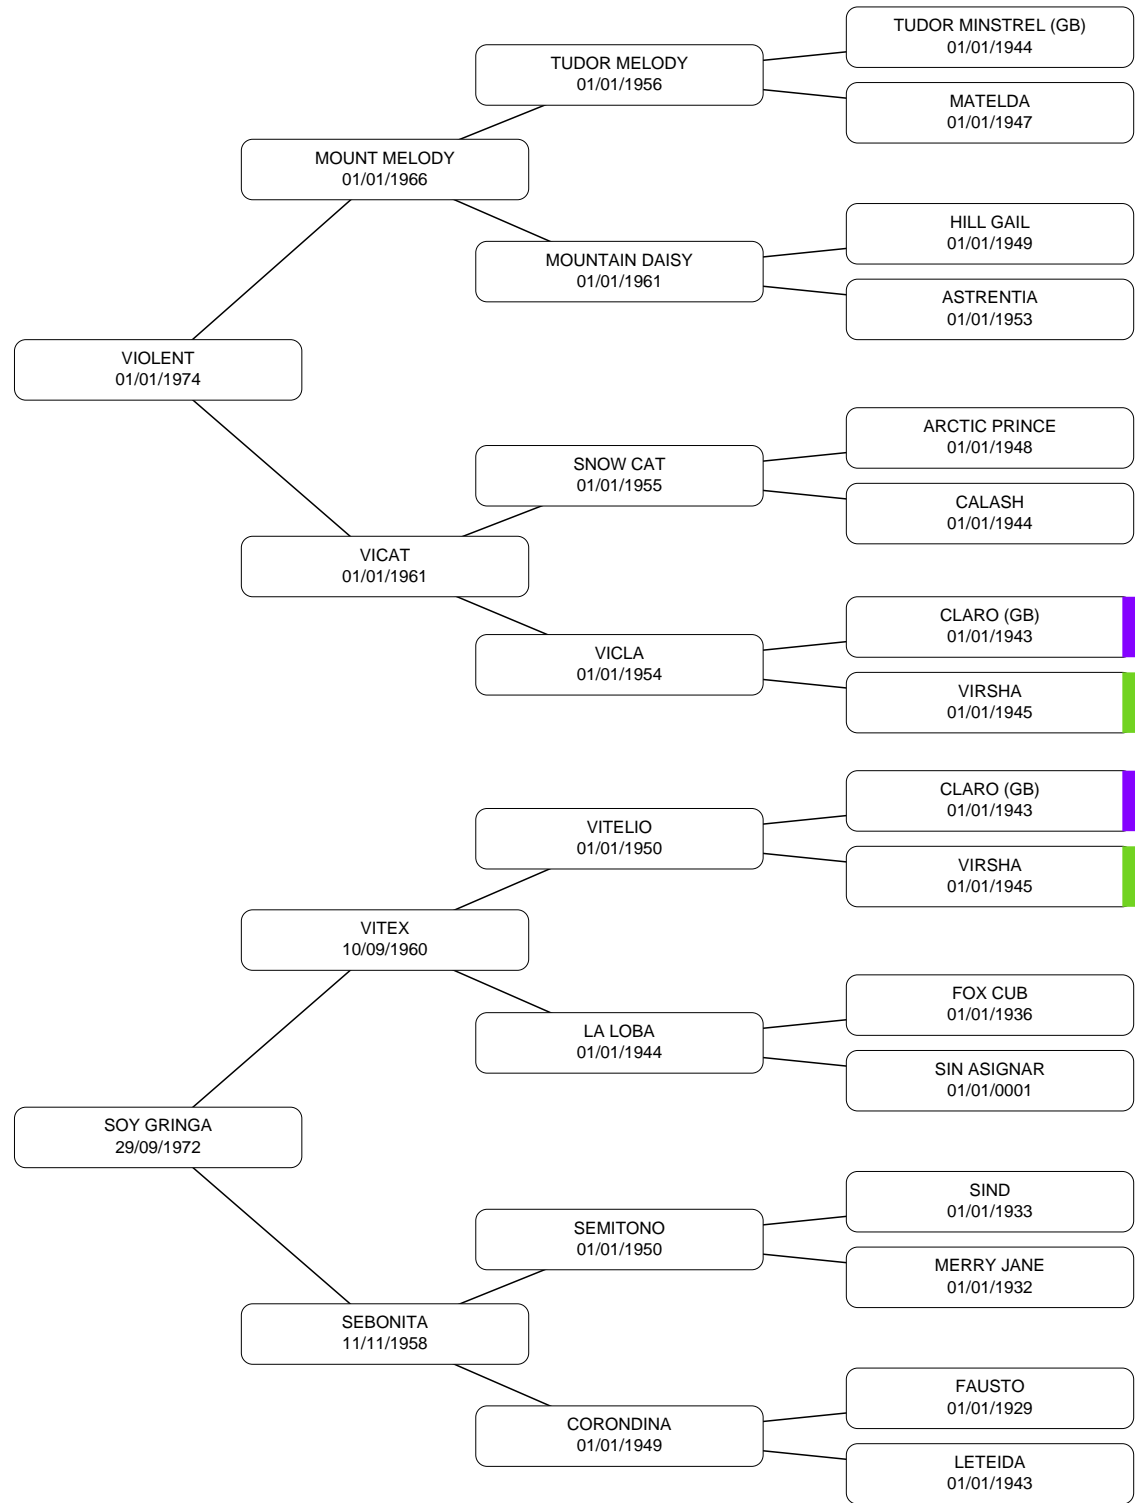 TUDOR MINSTREL (GB)
01/01/1944
TUDOR MELODY
01/01/1956
MATELDA
01/01/1947
MOUNT MELODY
01/01/1966
HILL GAIL
01/01/1949
MOUNTAIN DAISY
01/01/1961
ASTRENTIA
01/01/1953
VIOLENT
01/01/1974
ARCTIC PRINCE
01/01/1948
SNOW CAT
01/01/1955
CALASH
01/01/1944
VICAT
01/01/1961
CLARO (GB)
01/01/1943
VICLA
01/01/1954
VIRSHA
01/01/1945
CLARO (GB)
01/01/1943
VITELIO
01/01/1950
VIRSHA
01/01/1945
VITEX
10/09/1960
FOX CUB
01/01/1936
LA LOBA
01/01/1944
SIN ASIGNAR
01/01/0001
SOY GRINGA
29/09/1972
SIND
01/01/1933
SEMITONO
01/01/1950
MERRY JANE
01/01/1932
SEBONITA
11/11/1958
FAUSTO
01/01/1929
CORONDINA
01/01/1949
LETEIDA
01/01/1943